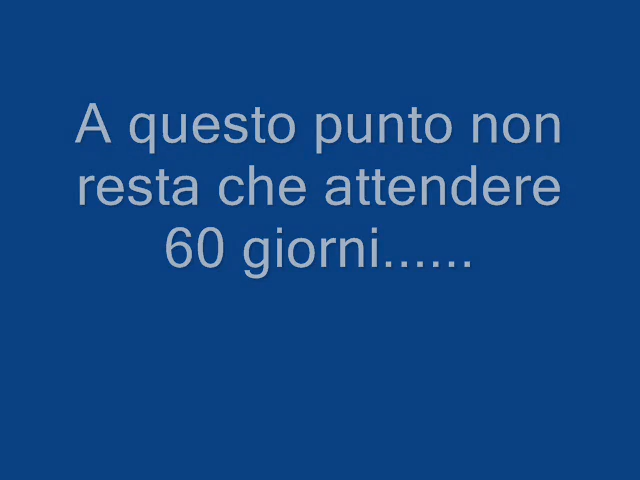 A questo punto non
resta che attendere
60 giorni......